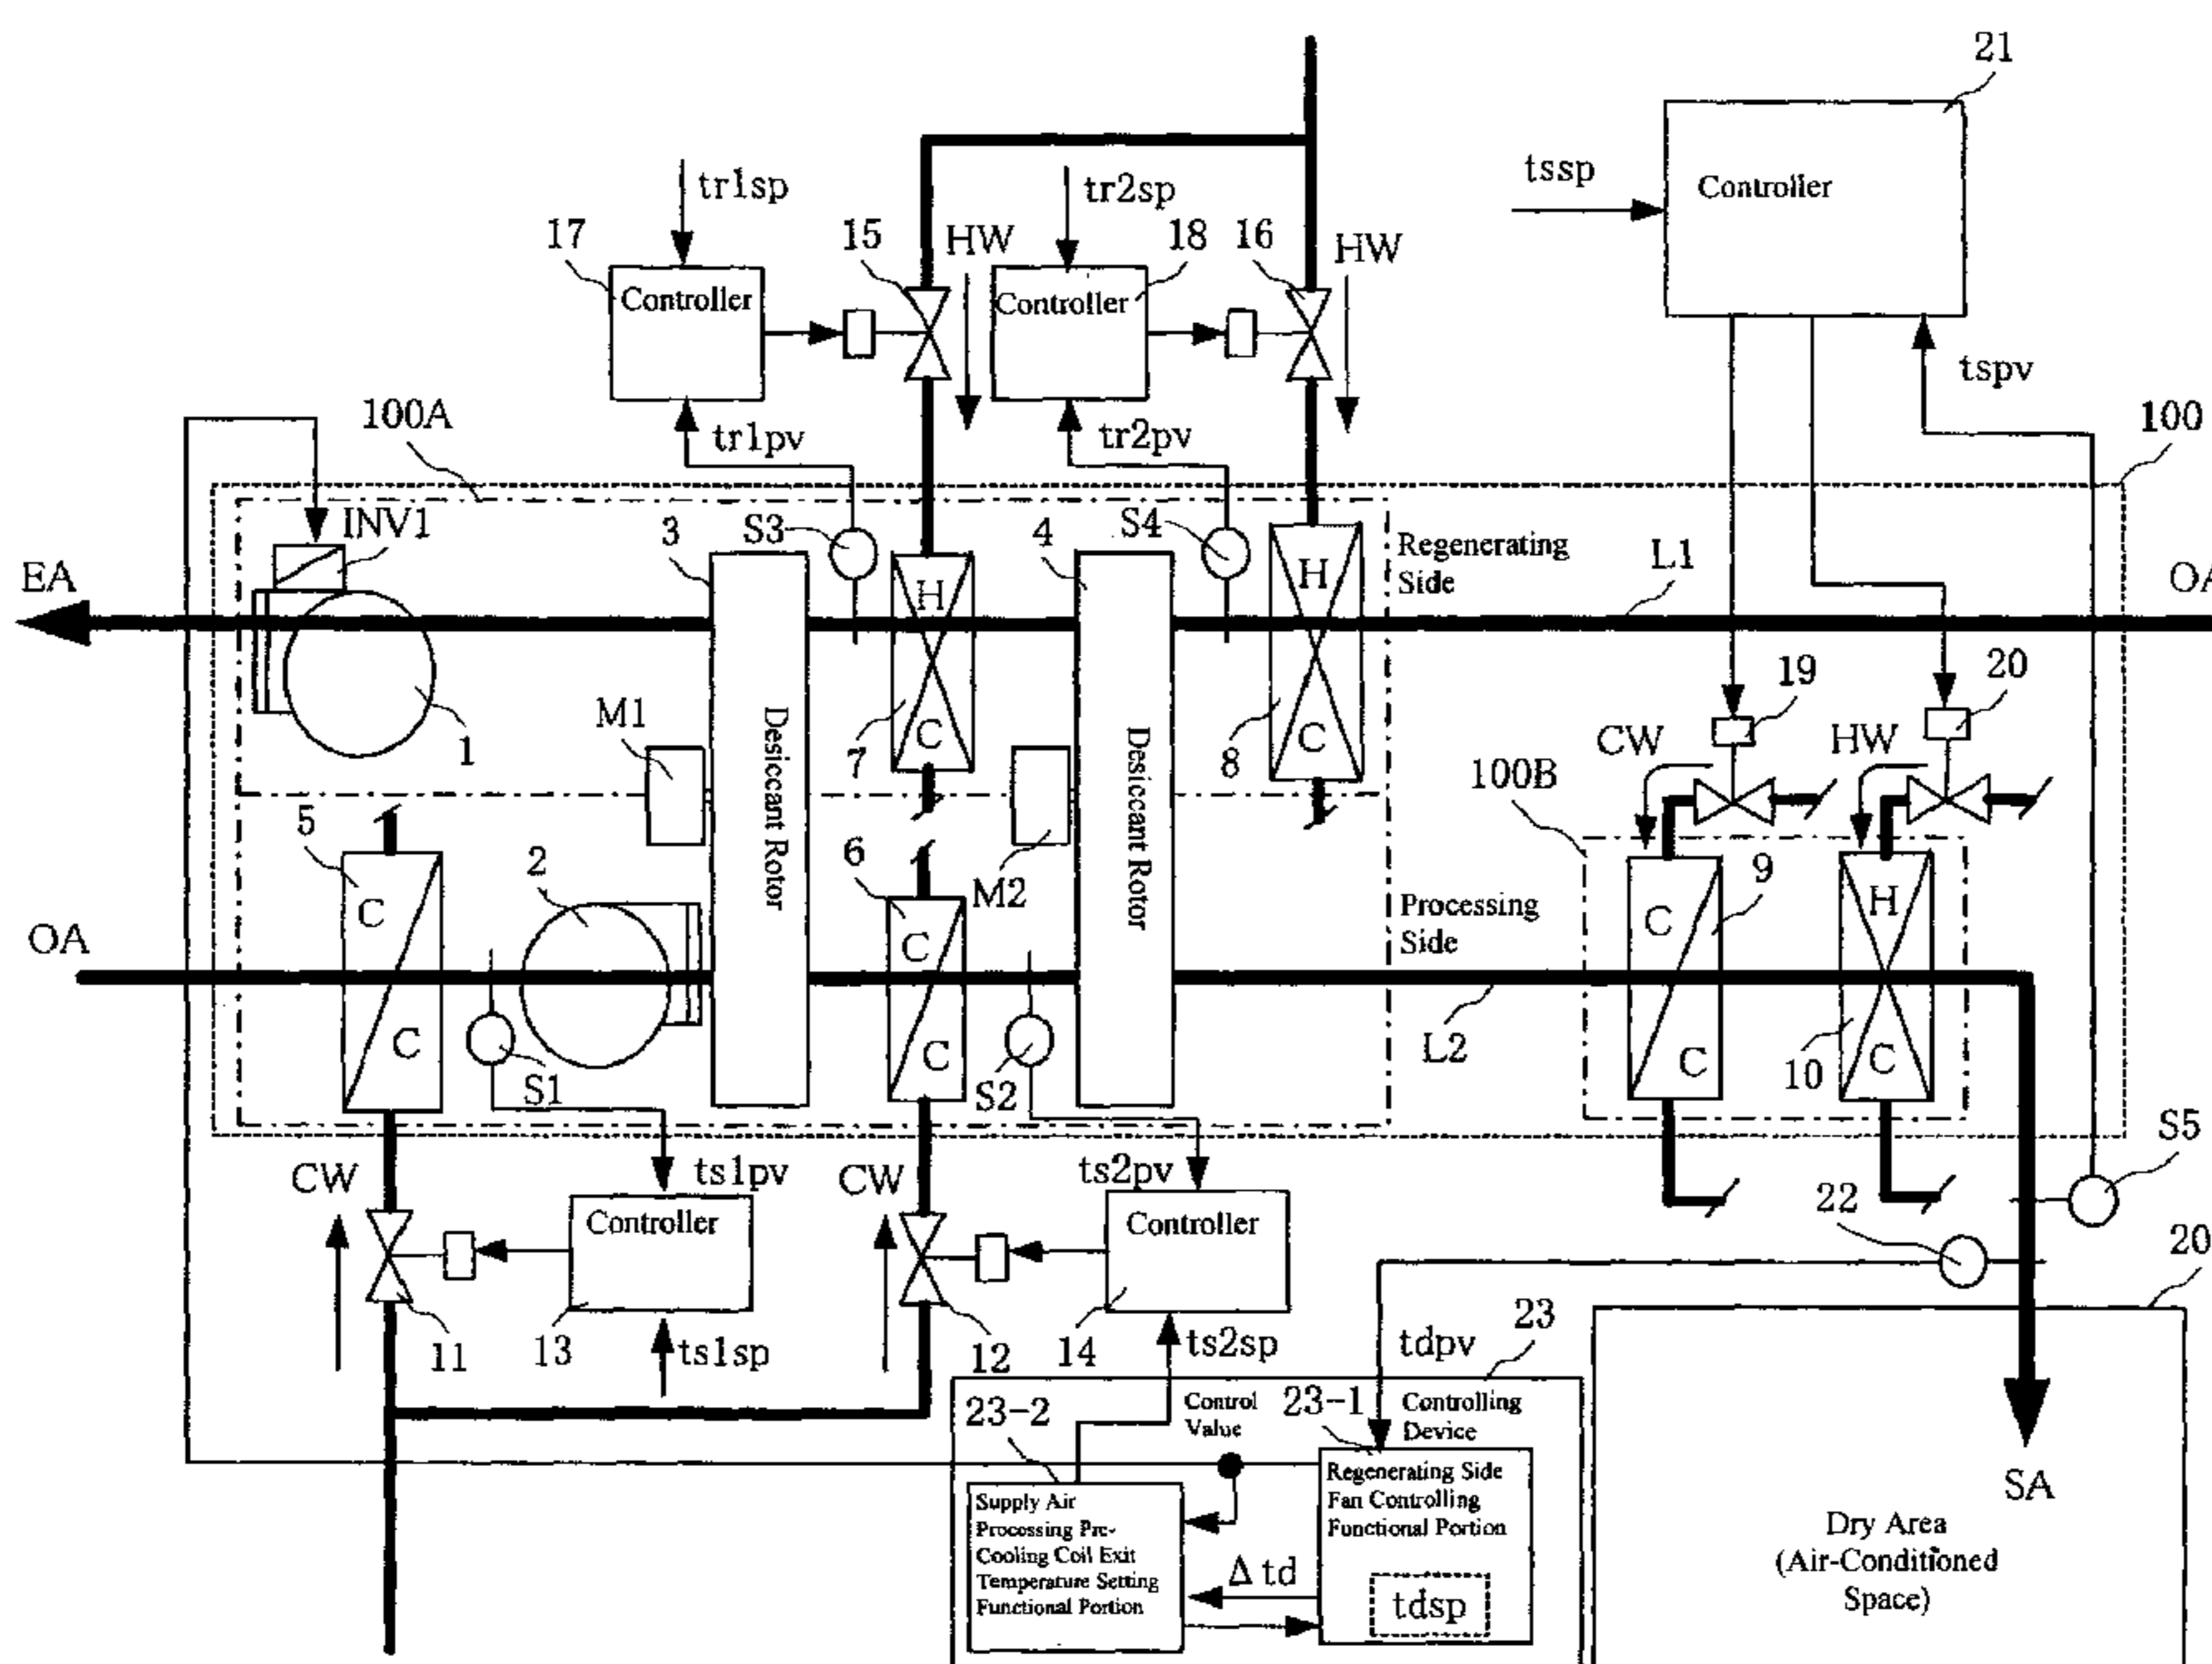 21
tssp
Controller
tr1sp
tr2sp
17
15
HW
18
16
HW
Controller
Controller
tspv
100A
tr1pv
tr2pv
100
INV1
3
S3
4
S4
Regenerating
Side
L1
EA
H
H
OA
1
M1
Desiccant Rotor
7
C
Desiccant Rotor
8
C
19
20
CW
HW
100B
5
2
6
M2
9
C
C
C
H
OA
Processing
Side
C
C
C
C
10
S1
S2
L2
S5
CW
ts1pv
CW
ts2pv
22
Controller
Controller
20
11
13
ts1sp
12
14
ts2sp
tdpv
23
23-2
Control
Value
23-1
Controlling
Device
Supply Air
Processing Pre-
Cooling Coil Exit
Temperature Setting
Functional Portion
Regenerating Side
Fan Controlling
Functional Portion
Δtd
tdsp
SA
Dry Area
(Air-Conditioned
Space)